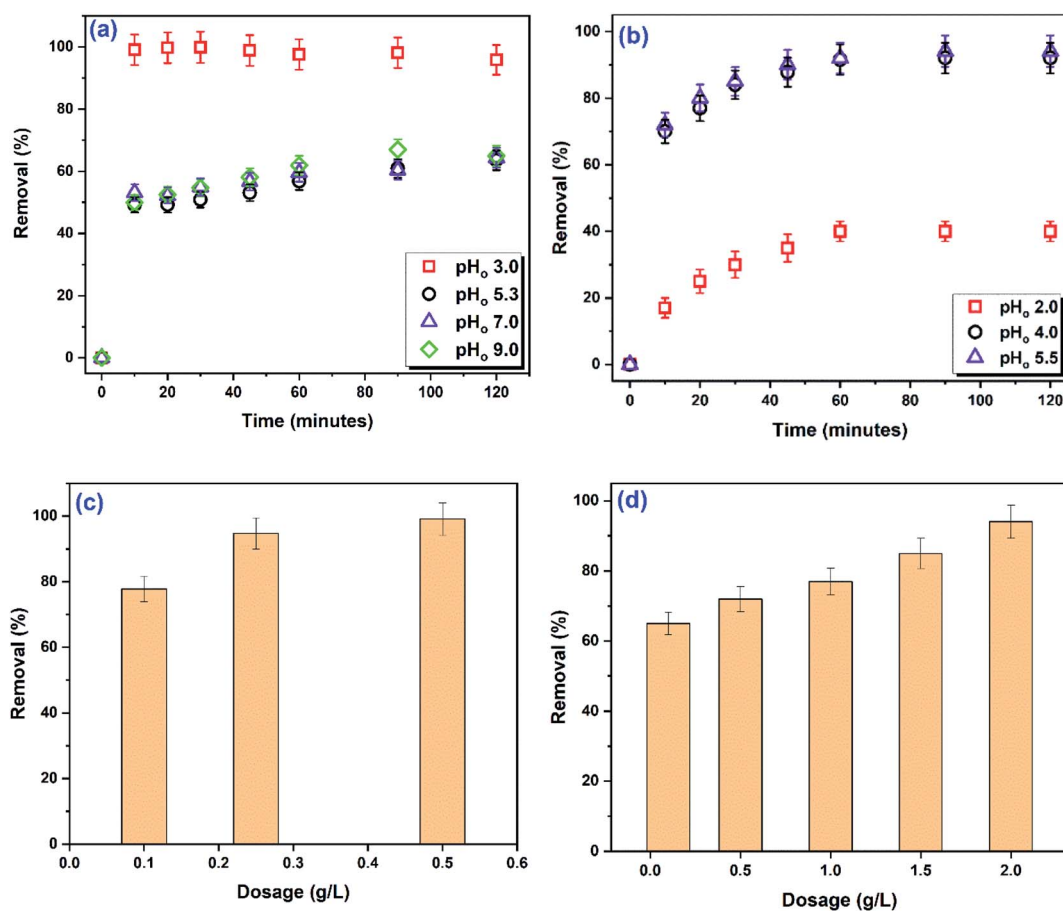 (a)
Removal (%)
100
80
60
40
20
0
pHo 3.0
pHo 5.3
pHo 7.0
pHo 9.0
0 20 40 60 80 100 120
Time (minutes)
(b)
Removal (%)
100
80
60
40
20
0
pHo 2.0
pHo 4.0
pHo 5.5
0 20 40 60 80 100 120
Time (minutes)
(c)
Removal (%)
100
80
60
40
20
0
0.0 0.1 0.2 0.3 0.4 0.5 0.6
Dosage (g/L)
(d)
Removal (%)
100
80
60
40
20
0
0.0 0.5 1.0 1.5 2.0
Dosage (g/L)